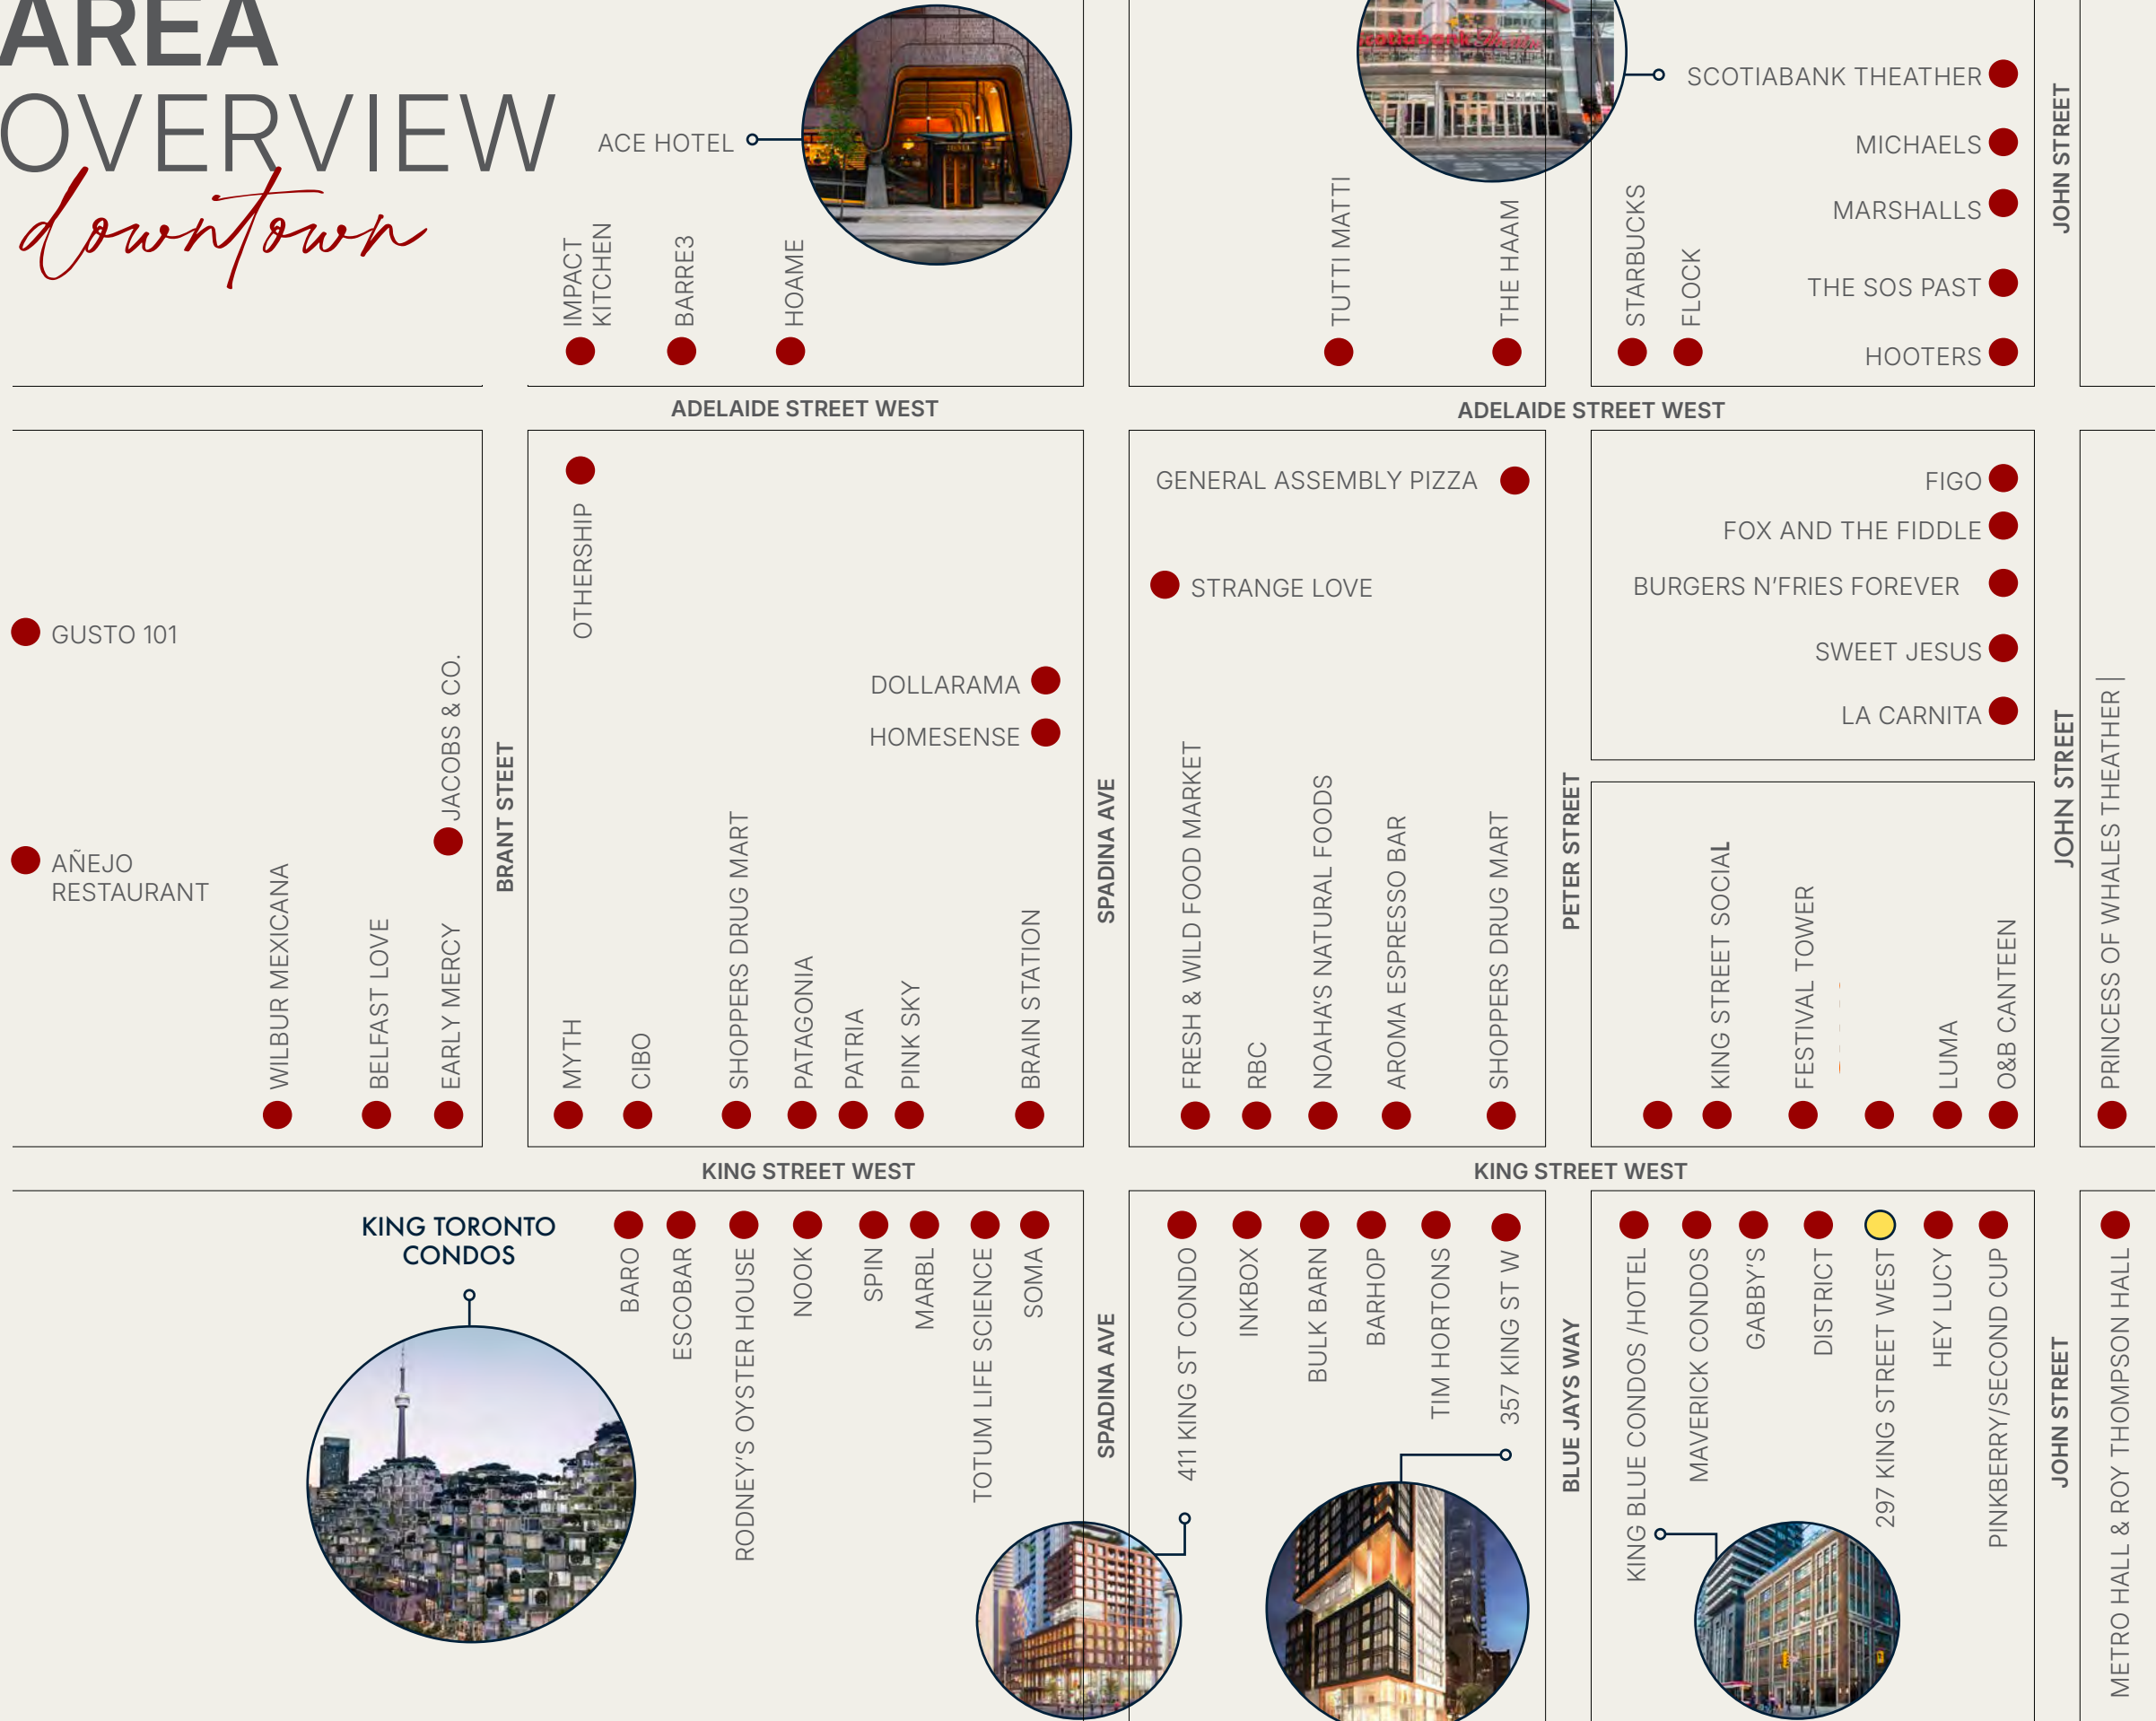 AREA
OVERVIEW
downtown
ACE HOTEL
SCOTIABANK THEATHER
MICHAELS
MARSHALLS
THE SOS PAST
HOOTERS
JOHN STREET
IMPACT
KITCHEN
BARRE3
HOAME
TUTTI MATTI
THE HAAM
STARBUCKS
FLOCK
ADELAIDE STREET WEST
ADELAIDE STREET WEST
GUSTO 101
AÑEJO
RESTAURANT
WILBUR MEXICANA
BELFAST LOVE
JACOBS & CO.
EARLY MERCY
BRANT STEET
OTHERSHIP
DOLLARAMA
HOMESENSE
MYTH
CIBO
SHOPPERS DRUG MART
PATAGONIA
PATRIA
PINK SKY
BRAIN STATION
SPADINA AVE
GENERAL ASSEMBLY PIZZA
STRANGE LOVE
FRESH & WILD FOOD MARKET
RBC
NOAHA'S NATURAL FOODS
AROMA ESPRESSO BAR
SHOPPERS DRUG MART
PETER STREET
FIGO
FOX AND THE FIDDLE
BURGERS N'FRIES FOREVER
SWEET JESUS
LA CARNITA
KING STREET SOCIAL
FESTIVAL TOWER
LUMA
O&B CANTEEN
JOHN STREET
PRINCESS OF WHALES THEATHER |
KING STREET WEST
KING STREET WEST
KING TORONTO
CONDOS
BARO
ESCOBAR
RODNEY'S OYSTER HOUSE
NOOK
SPIN
MARBL
TOTUM LIFE SCIENCE
SOMA
SPADINA AVE
411 KING ST CONDO
INKBOX
BULK BARN
BARHOP
TIM HORTONS
357 KING ST W
BLUE JAYS WAY
KING BLUE CONDOS /HOTEL
MAVERICK CONDOS
GABBY'S
DISTRICT
297 KING STREET WEST
HEY LUCY
PINKBERRY/SECOND CUP
JOHN STREET
METRO HALL & ROY THOMPSON HALL